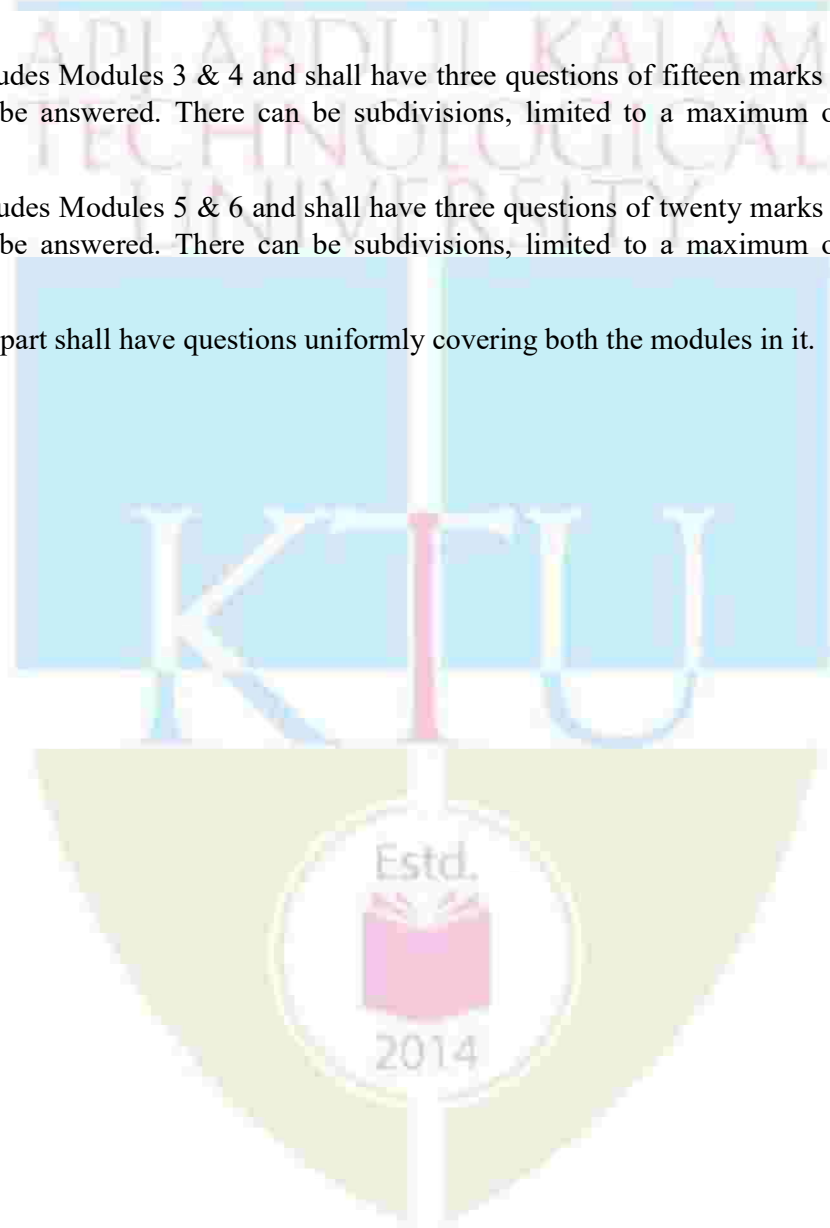 API ABDUL KALAM
TECHNOLOGICAL
UNIVERSITY
udes Modules 3 & 4 and shall have three questions of fifteen marks
be answered. There can be subdivisions, limited to a maximum o
udes Modules 5 & 6 and shall have three questions of twenty marks
be answered. There can be subdivisions, limited to a maximum o
part shall have questions uniformly covering both the modules in it.
KTU
Estd.
2014